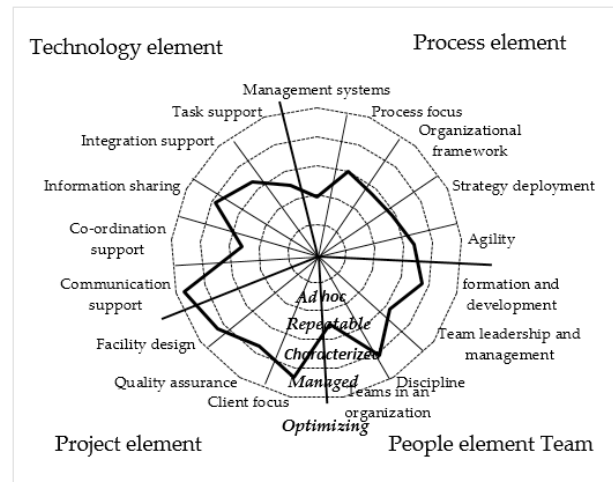 Technology element
Process element
Management systems
Task support
Process focus
Integration support
Organizational
framework
Information sharing
Strategy deployment
Co-ordination
support
Agility
Communication
support
formation and
development
Ad hoc
Repeatable
Team leadership and
management
Facility design
Characterized
Quality assurance
Managed
Discipline
Client focus
Teams in an
organization
Optimizing
Project element
People element Team